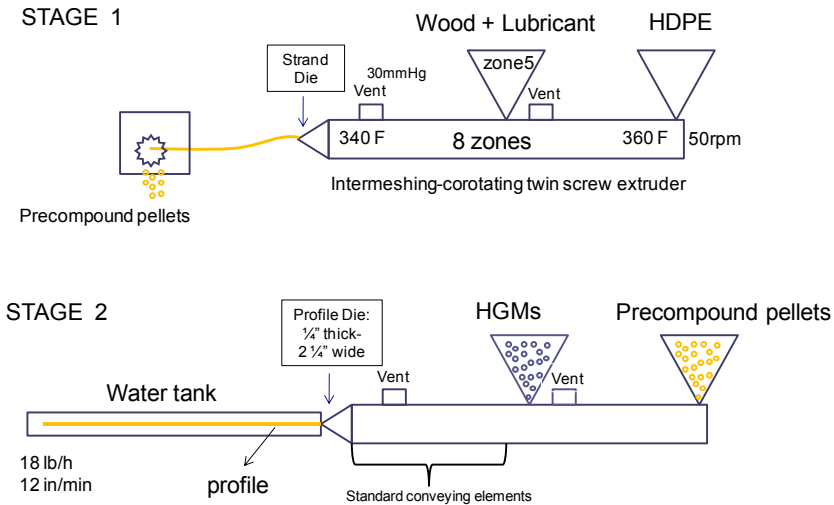 STAGE 1
Wood + Lubricant
HDPE
Strand
Die
30mmHg
Vent
zone5
Vent
340 F
8 zones
360 F
50rpm
Intermeshing-corotating twin screw extruder
Precompound pellets
STAGE 2
Profile Die:
¼” thick-
2 ¼” wide
HGMs
Precompound pellets
Vent
Vent
Water tank
18 lb/h
12 in/min
profile
Standard conveying elements